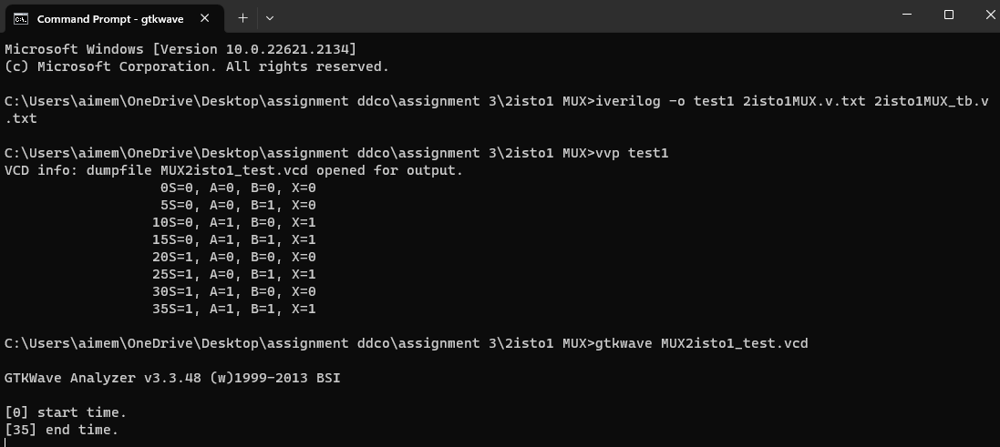 Command Prompt - gtkwave
Microsoft Windows [Version 10.0.22621.2134]
(c) Microsoft Corporation. All rights reserved.
C:\Users\aimem\OneDrive\Desktop\assignment ddco\assignment 3\2isto1 MUX>iverilog -o test1 2isto1MUX.v.txt 2isto1MUX_tb.v
.txt
C:\Users\aimem\OneDrive\Desktop\assignment ddco\assignment 3\2isto1 MUX>vvp test1
VCD info: dumpfile MUX2isto1_test.vcd opened for output.
0S=0, A=0, B=0, X=0
5S=0, A=0, B=1, X=0
10S=0, A=1, B=0, X=1
15S=0, A=1, B=1, X=1
20S=1, A=0, B=0, X=0
25S=1, A=0, B=1, X=1
30S=1, A=1, B=0, X=0
35S=1, A=1, B=1, X=1
C:\Users\aimem\OneDrive\Desktop\assignment ddco\assignment 3\2isto1 MUX>gtkwave MUX2isto1_test.vcd
GTKWave Analyzer v3.3.48 (w)1999-2013 BSI
[0] start time.
[35] end time.